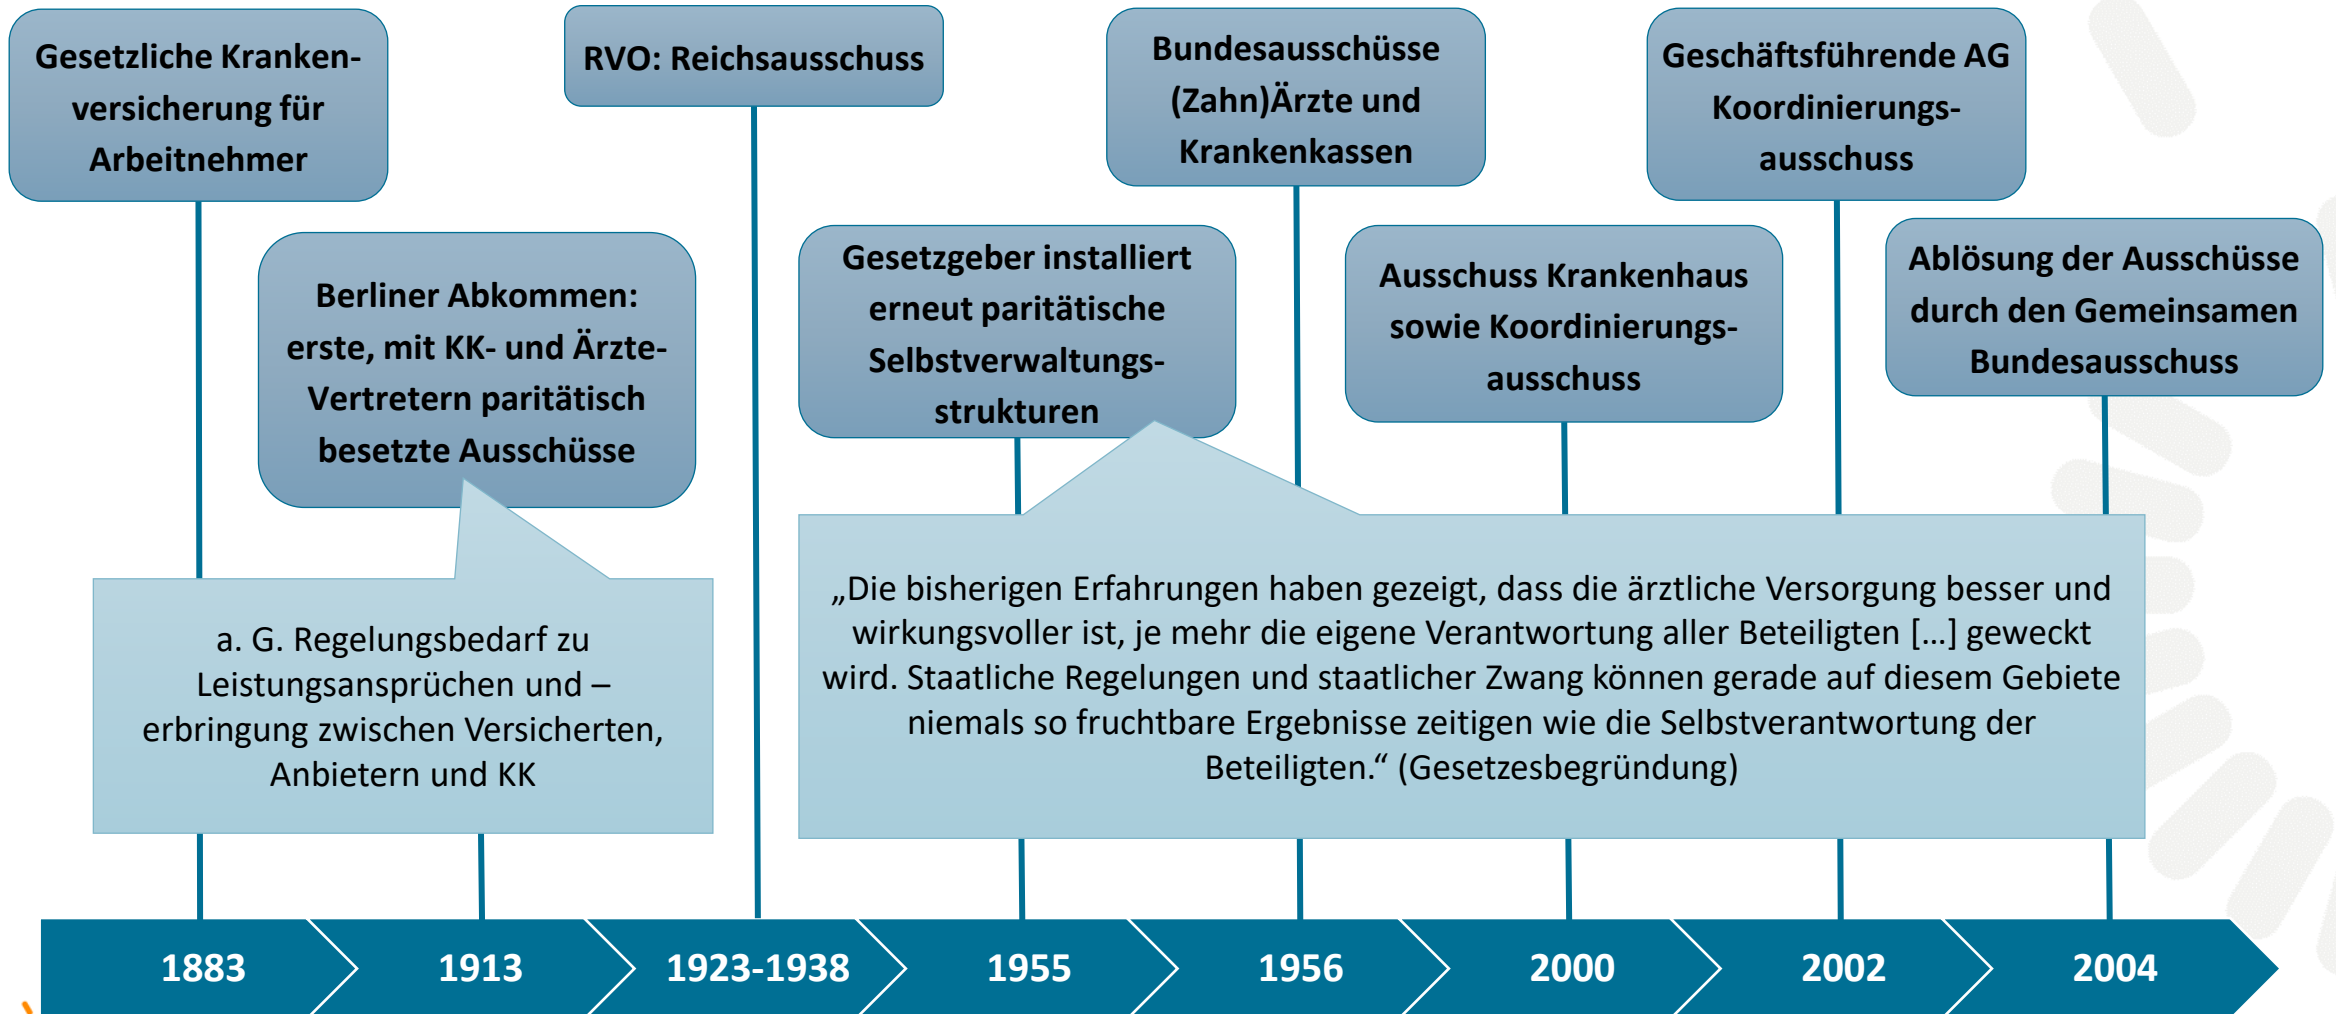 Gesetzliche Kranken-
versicherung für
Arbeitnehmer
Berliner Abkommen:
erste, mit KK- und Ärzte-
Vertretern paritätisch
besetzte Ausschüsse
a. G. Regelungsbedarf zu
Leistungsansprüchen und –
erbringung zwischen Versicherten,
Anbietern und KK
RVO: Reichsausschuss
Gesetzgeber installiert
erneut paritätische
Selbstverwaltungs-
strukturen
„Die bisherigen Erfahrungen haben gezeigt, dass die ärztliche Versorgung besser und
wirkungsvoller ist, je mehr die eigene Verantwortung aller Beteiligten […] geweckt
wird. Staatliche Regelungen und staatlicher Zwang können gerade auf diesem Gebiete
niemals so fruchtbare Ergebnisse zeitigen wie die Selbstverantwortung der
Beteiligten.“ (Gesetzesbegründung)
Bundesausschüsse
(Zahn)Ärzte und
Krankenkassen
Ausschuss Krankenhaus
sowie Koordinierungs-
ausschuss
Geschäftsführende AG
Koordinierungs-
ausschuss
Ablösung der Ausschüsse
durch den Gemeinsamen
Bundesausschuss
1883
1913
1923-1938
1955
1956
2000
2002
2004